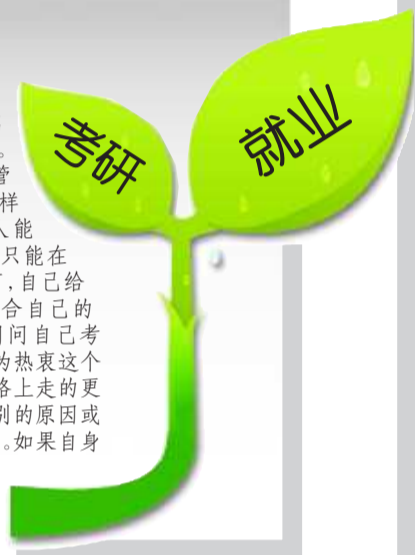 考研
就业
。
管
样
人能
只能在
,自己给
合自己的
问自己考
为热衷这个
路上走的更
别的原因或
。如果自身